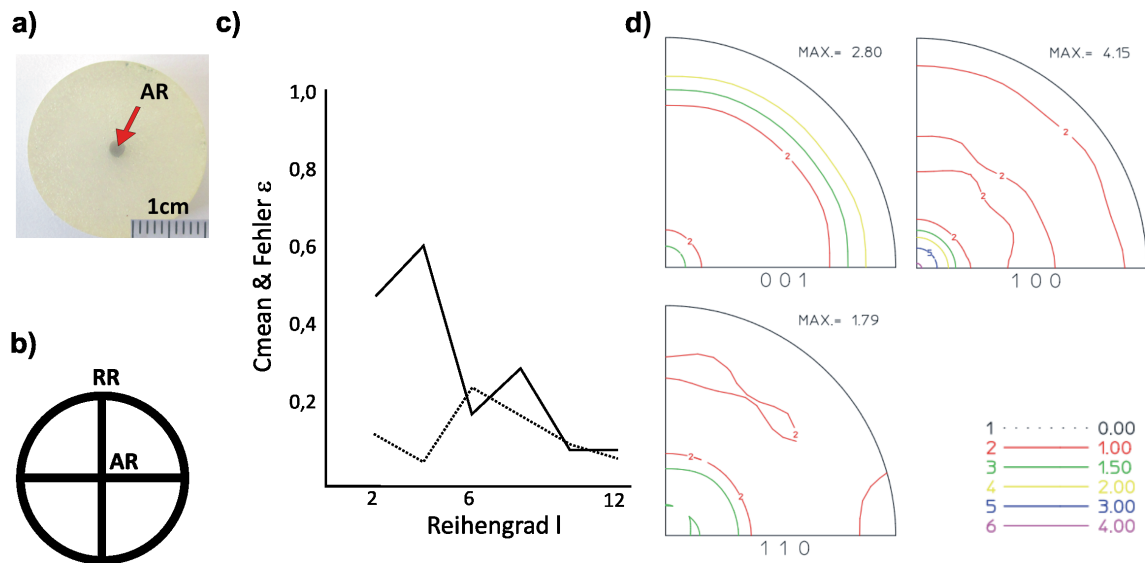 a)
AR
1cm
b)
RR
AR
c)
1,0
0,8
0,6
0,4
0,2
Cmean & Fehler ε
2 6 12
Reihengrad l
d)
MAX.= 2.80
2
2
0 0 1
MAX.= 4.15
2
2
2
2
5
1 0 0
MAX.= 1.79
2
2
2
1 1 0
1 0.00
2 1.00
3 1.50
4 2.00
5 3.00
6 4.00